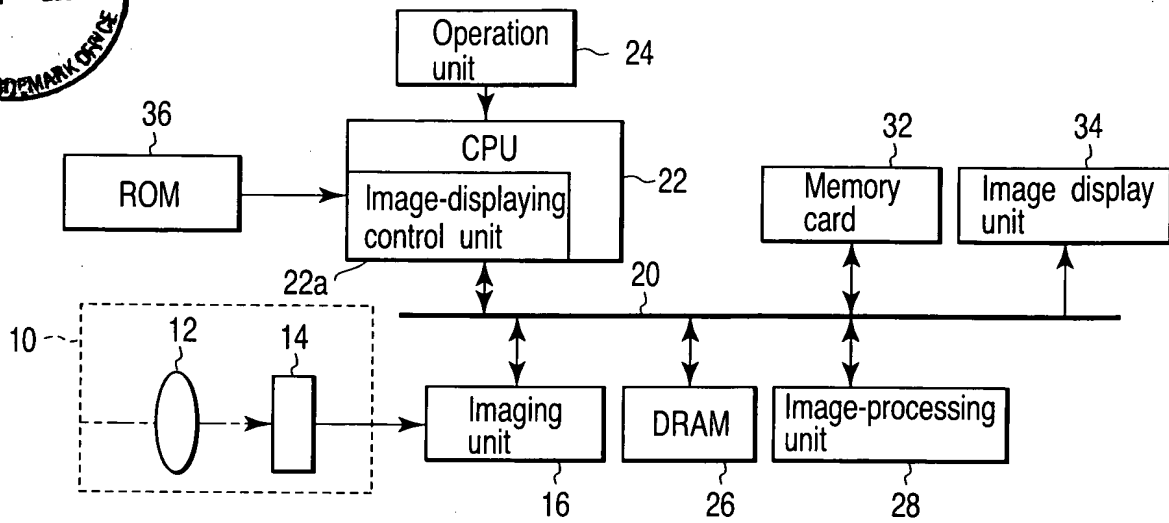 Operation
unit
24
36
ROM
CPU
Image-displaying
control unit
22
22a
32
Memory
card
34
Image display
unit
20
10
12
14
Imaging
unit
16
DRAM
26
Image-processing
unit
28
OFFICE